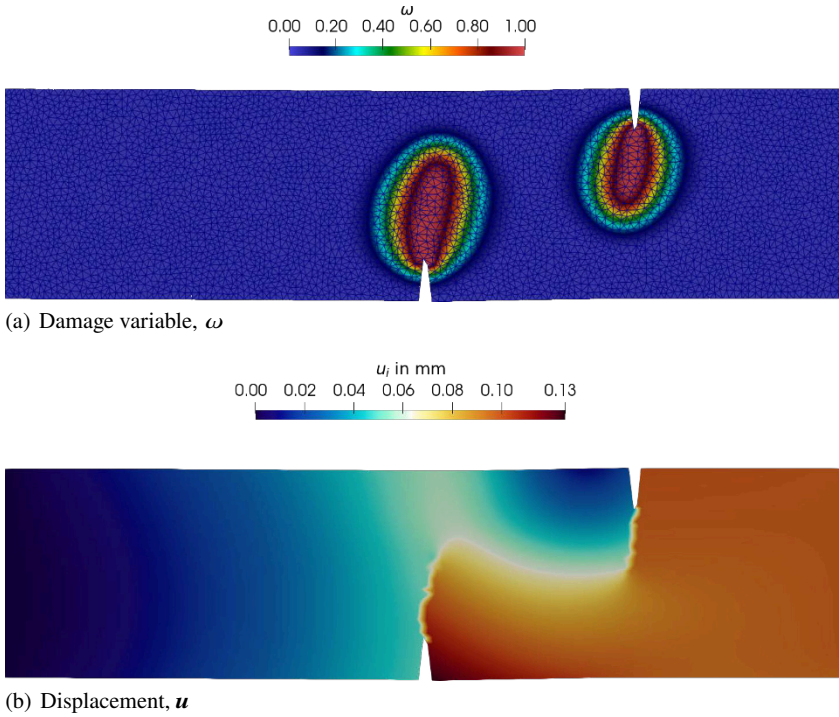 ω
0.00 0.20 0.40 0.60 0.80 1.00
(a) Damage variable, ω
u_i in mm
0.00 0.02 0.04 0.06 0.08 0.10 0.13
(b) Displacement, u